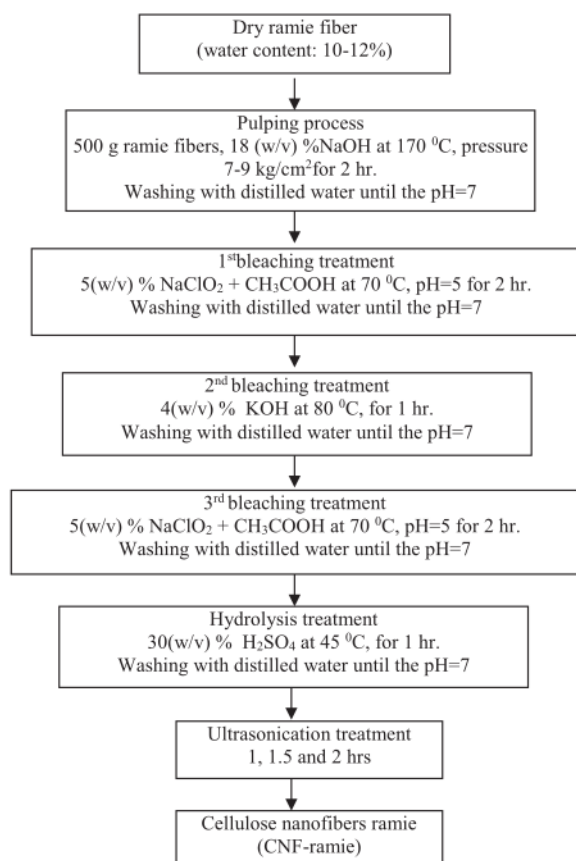 Dry ramie fiber
(water content: 10-12%)
Pulping process
500 g ramie fibers, 18 (w/v) %NaOH at 170 ⁰C, pressure
7-9 kg/cm²for 2 hr.
Washing with distilled water until the pH=7
1ˢᵗbleaching treatment
5(w/v) % NaClO₂ + CH₃COOH at 70 ⁰C, pH=5 for 2 hr.
Washing with distilled water until the pH=7
2ⁿᵈ bleaching treatment
4(w/v) % KOH at 80 ⁰C, for 1 hr.
Washing with distilled water until the pH=7
3ʳᵈ bleaching treatment
5(w/v) % NaClO₂ + CH₃COOH at 70 ⁰C, pH=5 for 2 hr.
Washing with distilled water until the pH=7
Hydrolysis treatment
30(w/v) % H₂SO₄ at 45 ⁰C, for 1 hr.
Washing with distilled water until the pH=7
Ultrasonication treatment
1, 1.5 and 2 hrs
Cellulose nanofibers ramie
(CNF-ramie)